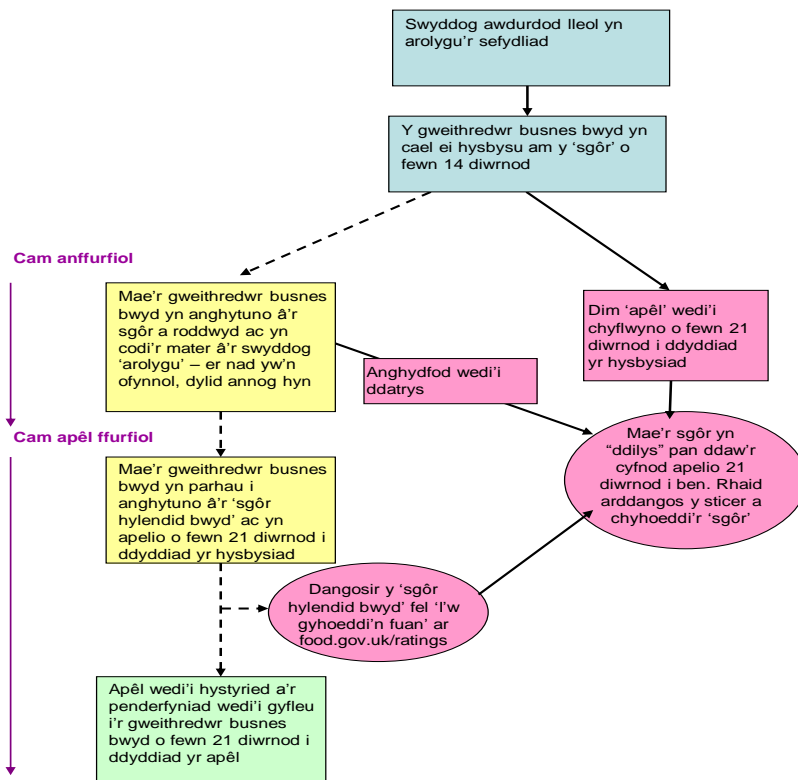 Swyddog awdurdod lleol yn
arolygu’r sefydliad
Y gweithredwr busnes bwyd yn
cael ei hysbysu am y ‘sgôr’ o
fewn 14 diwrnod
Cam anffurfiol
Mae’r gweithredwr busnes
bwyd yn anghytuno â’r
sgôr a roddwyd ac yn
codi’r mater â’r swyddog
‘arolygu’ – er nad yw’n
ofynnol, dylid annog hyn
Dim ‘apêl’ wedi’i
chyflwyno o fewn 21
diwrnod i ddyddiad
yr hysbysiad
Anghydfod wedi’i
ddatrys
Cam apêl ffurfiol
Mae’r sgôr yn
“ddilys” pan ddaw’r
cyfnod apelio 21
diwrnod i ben. Rhaid
arddangos y sticer a
chyhoeddi’r ‘sgôr’
Mae’r gweithredwr busnes
bwyd yn parhau i
anghytuno â’r ‘sgôr
hylendid bwyd’ ac yn
apelio o fewn 21 diwrnod i
ddyddiad yr hysbysiad
Dangosir y ‘sgôr
hylendid bwyd’ fel ‘I’w
gyhoeddi’n fuan’ ar
food.gov.uk/ratings
Apêl wedi’i hystyried a’r
penderfyniad wedi’i gyfleu
i’r gweithredwr busnes
bwyd o fewn 21 diwrnod i
ddyddiad yr apêl